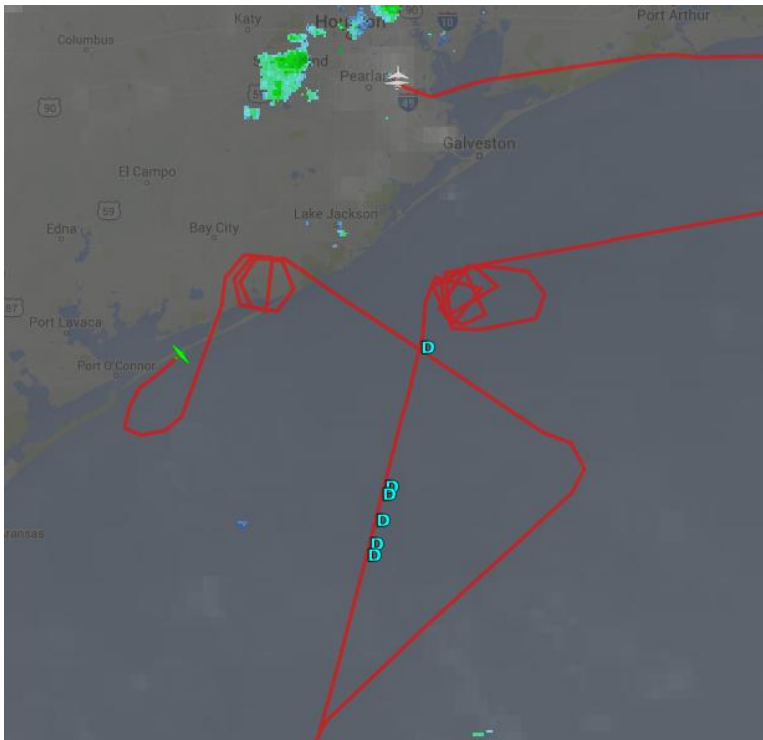 Katy
Houston
90
10
Port Arthur
Columbus
Pearlan
90
45
Galveston
El Campo
59
Lake Jackson
Edna
Bay City
87
Port Lavaca
D
Port O'Connor
D
D
D
ransas
D
D